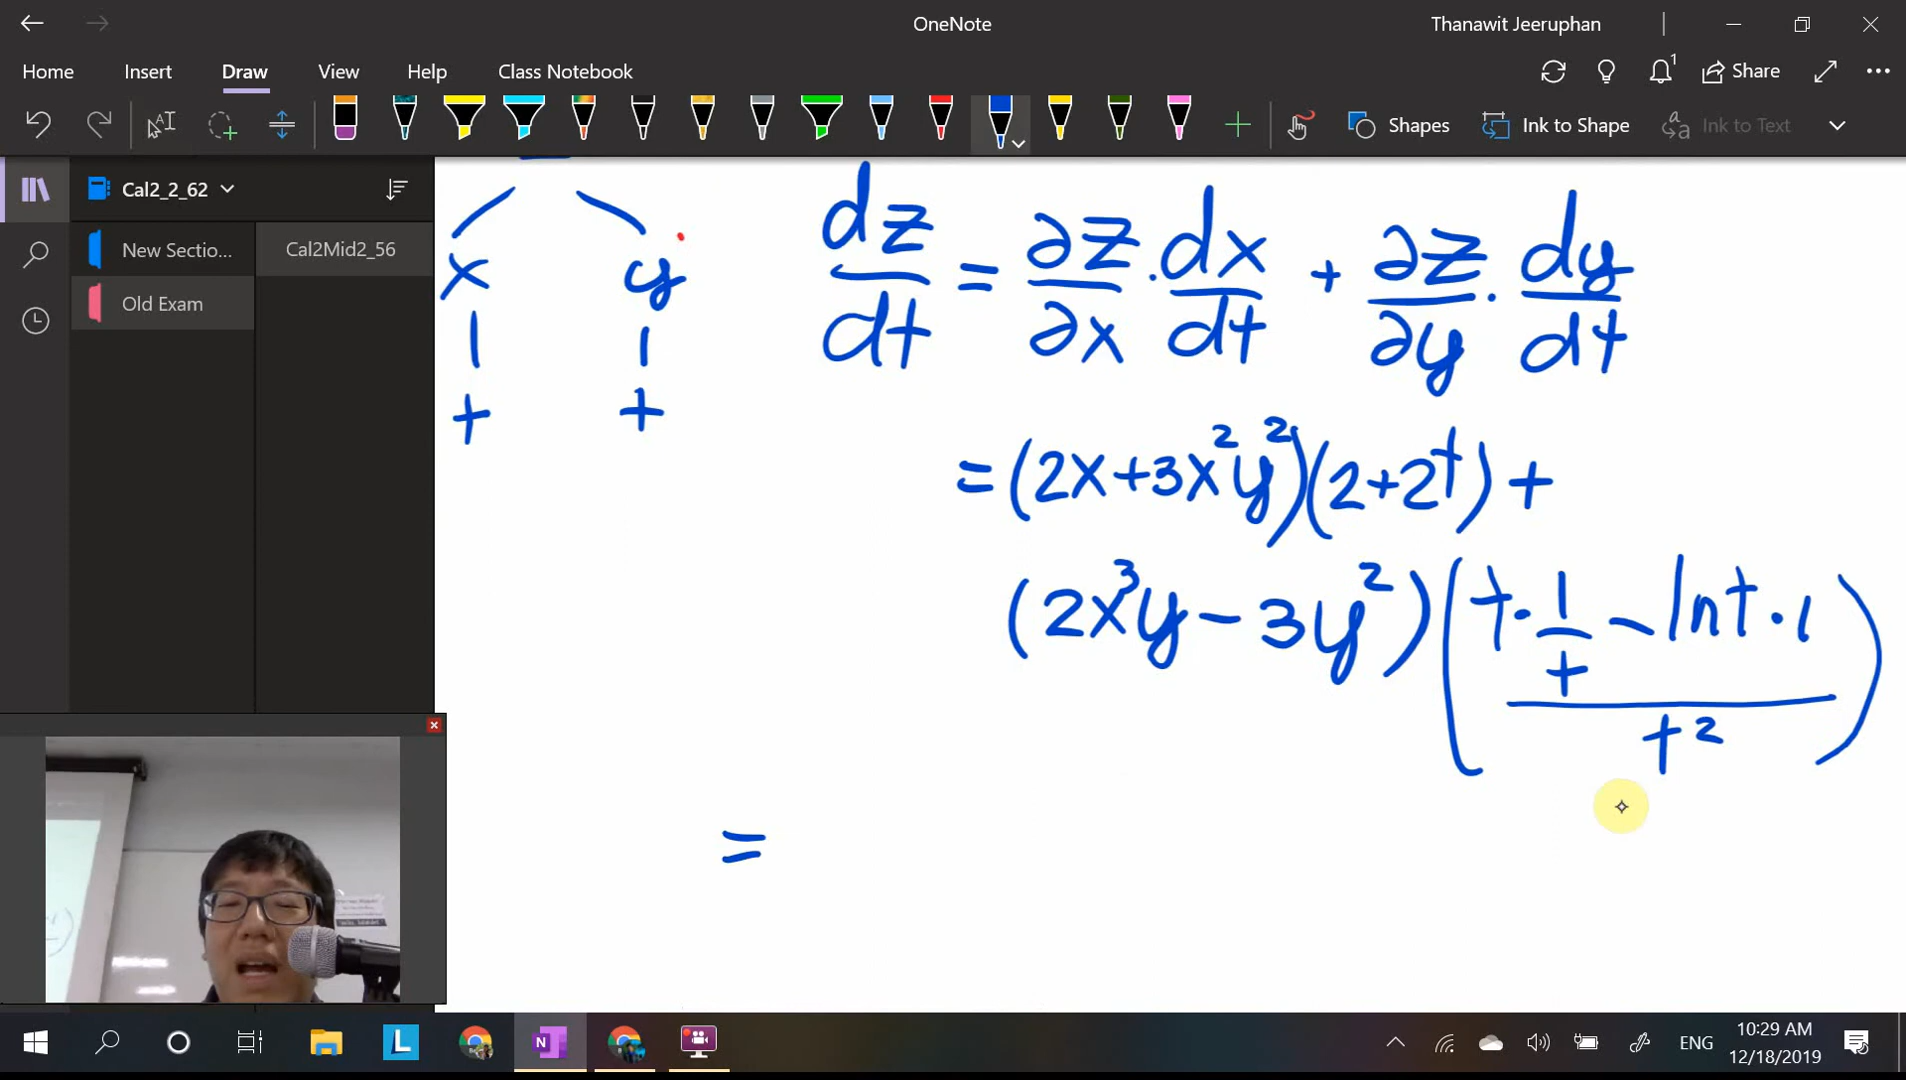 OneNote
Thanawit Jeeruphan
Home Insert Draw View Help Class Notebook
1 Share
Shapes Ink to Shape Ink to Text
Cal2_2_62
New Sectio... Cal2Mid2_56
Old Exam
x y
t t
dz/dt = ∂z/∂x · dx/dt + ∂z/∂y · dy/dt
= (2x+3x²y²)(2+2t) +
(2x³y − 3y²)((t · 1/t − ln t · 1)/t²)
=
ENG
10:29 AM
12/18/2019